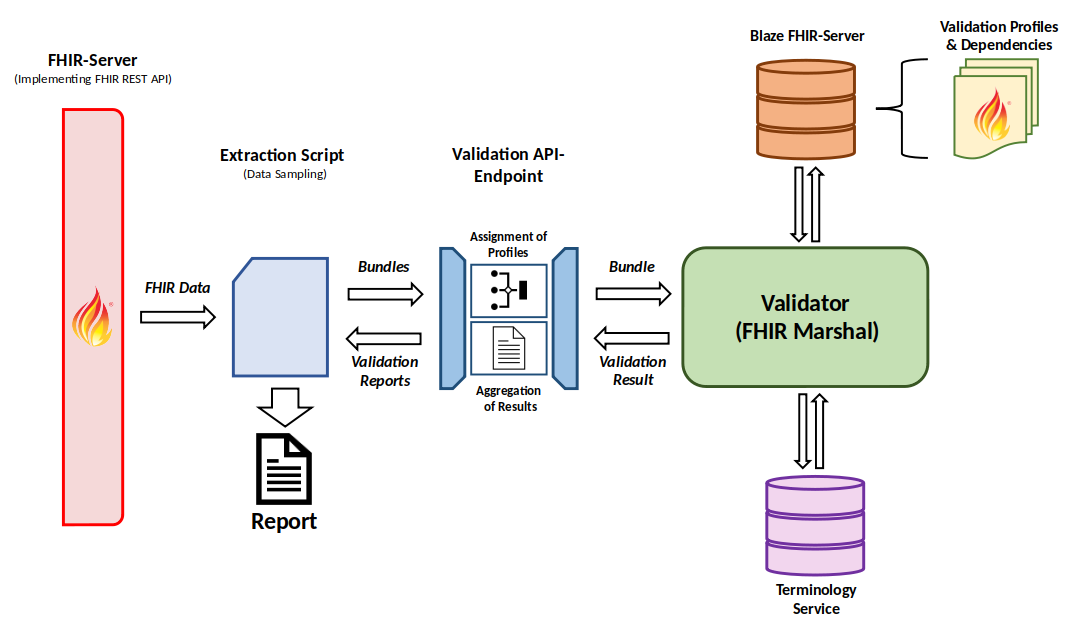 FHIR-Server
(Implementing FHIR REST API)
Extraction Script
(Data Sampling)
Validation API-
Endpoint
Blaze FHIR-Server
Validation Profiles
& Dependencies
FHIR Data
Bundles
Validation
Reports
Assignment of
Profiles
Aggregation
of Results
Bundle
Validation
Result
Validator
(FHIR Marshal)
Report
Terminology
Service